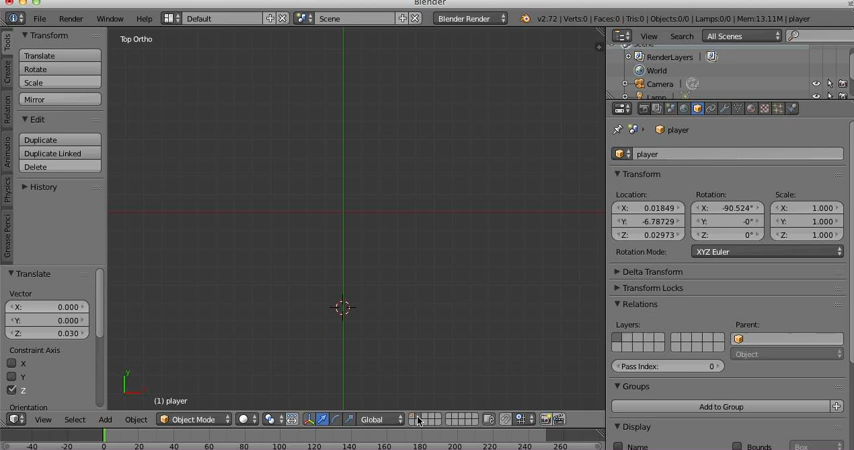 Blender
File Render Window Help Default Scene Blender Render v2.72 | Verts:0 | Faces:0 | Tris:0 | Objects:0/0 | Lamps:0/0 | Mem:13.11M | player
Tools
Create
Relation
Animatio
Physics
Grease Penci
Transform
Translate
Rotate
Scale
Mirror
Edit
Duplicate
Duplicate Linked
Delete
History
Translate
Vector
X: 0.000
Y: 0.000
Z: 0.030
Constraint Axis
X
Y
Z
Orientation
Top Ortho
y
(1) player
View Select Add Object Object Mode Global
-40 -20 0 20 40 60 80 100 120 140 160 180 200 220 240 260
View Search All Scenes
RenderLayers
World
Camera
player
player
Transform
Location: Rotation: Scale:
X: 0.01849 X: -90.524° X: 1.000
Y: -6.78729 Y: -0° Y: 1.000
Z: 0.02973 Z: 0° Z: 1.000
Rotation Mode: XYZ Euler
Delta Transform
Transform Locks
Relations
Layers: Parent:
Object
Pass Index: 0
Groups
Add to Group
Display
Name Bounds Box